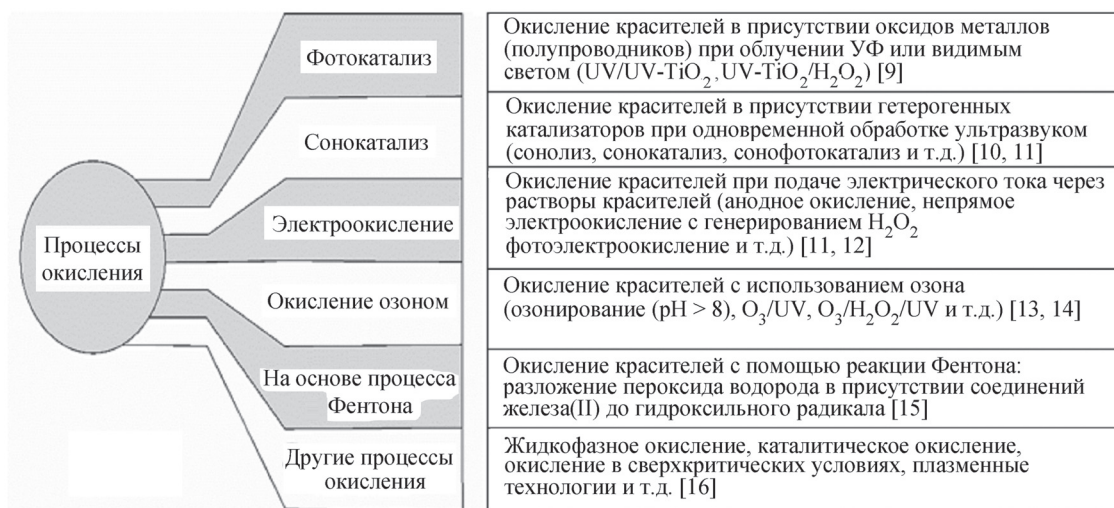 Процессы
окисления
Фотокатализ
Окисление красителей в присутствии оксидов металлов
(полупроводников) при облучении УФ или видимым
светом (UV/UV-TiO2, UV-TiO2/H2O2) [9]
Сонокатализ
Окисление красителей в присутствии гетерогенных
катализаторов при одновременной обработке ультразвуком
(сонолиз, сонокатализ, сонофотокатализ и т.д.) [10, 11]
Электроокисление
Окисление красителей при подаче электрического тока через
растворы красителей (анодное окисление, непрямое
электроокисление с генерированием H2O2
фотоэлектроокисление и т.д.) [11, 12]
Окисление озоном
Окисление красителей с использованием озона
(озонирование (pH > 8), O3/UV, O3/H2O2/UV и т.д.) [13, 14]
На основе процесса
Фентона
Окисление красителей с помощью реакции Фентона:
разложение пероксида водорода в присутствии соединений
железа(II) до гидроксильного радикала [15]
Другие процессы
окисления
Жидкофазное окисление, каталитическое окисление,
окисление в сверхкритических условиях, плазменные
технологии и т.д. [16]